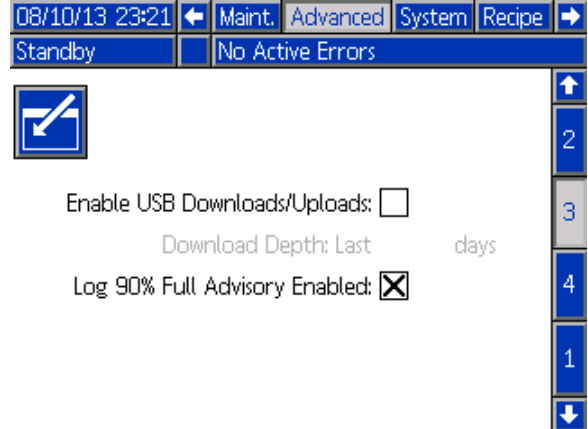 08/10/13 23:21 Maint. Advanced System Recipe
Standby No Active Errors
2
Enable USB Downloads/Uploads:
3
Download Depth: Last days
Log 90% Full Advisory Enabled:
4
1